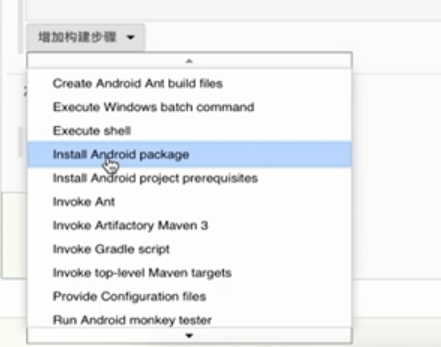 增加构建步骤
Create Android Ant build files
Execute Windows batch command
Execute shell
Install Android package
Install Android project prerequisites
Invoke Ant
Invoke Artifactory Maven 3
Invoke Gradle script
Invoke top-level Maven targets
Provide Configuration files
Run Android monkey tester